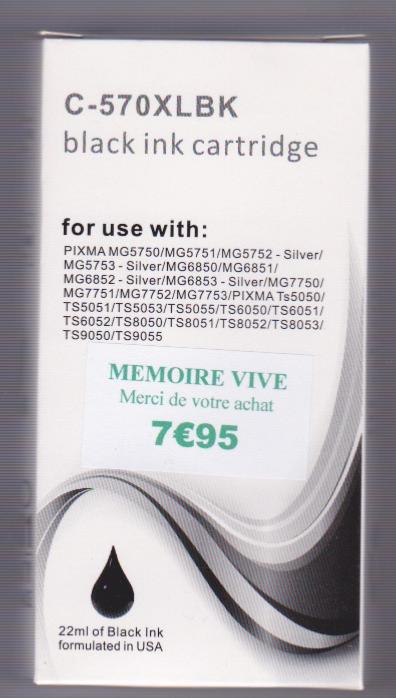 C-570XLBK
black ink cartridge
for use with:
PIXMA MG5750/MG5751/MG5752 - Silver/
MG5753 - Silver/MG6850/MG6851/
MG6852 - Silver/MG6853 - Silver/MG7750/
MG7751/MG7752/MG7753/PIXMA Ts5050/
TS5051/TS5053/TS5055/TS6050/TS6051/
TS6052/TS8050/TS8051/TS8052/TS8053/
TS9050/TS9055
MEMOIRE VIVE
Merci de votre achat
7€95
22ml of Black Ink
formulated in USA